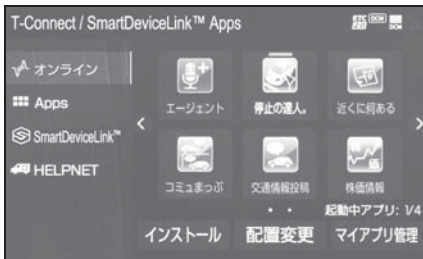 T-Connect / SmartDeviceLink™ Apps
ETC DCM
オンライン
Apps
SmartDeviceLink™
HELPNET
エージェント
停止の達人。
近くに何ある
コミュまっぷ
交通情報投稿
株価情報
起動中アプリ: 1/4
インストール
配置変更
マイアプリ管理